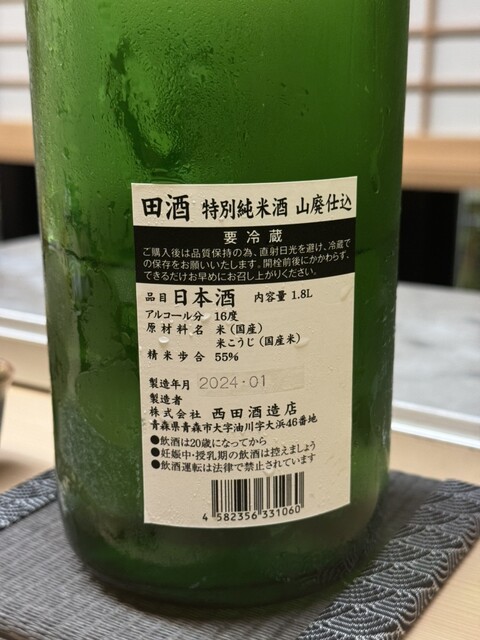 田酒 特別純米酒 山廃仕込
要冷蔵
ご購入後は品質保持の為、直射日光を避け、冷蔵で
の保存をお願いいたします。開栓前後にかかわらず、
できるだけお早めにお召し上がりください。
品目 日本酒 内容量 1.8L
アルコール分 16度
原材料名 米(国産)
米こうじ(国産米)
精米歩合 55%
製造年月 2024.01
製造者
株式会社 西田酒造店
青森県青森市大字油川字大浜46番地
●飲酒は20歳になってから
●妊娠中・授乳期の飲酒は控えましょう
●飲酒運転は法律で禁止されています
4 582356 331060